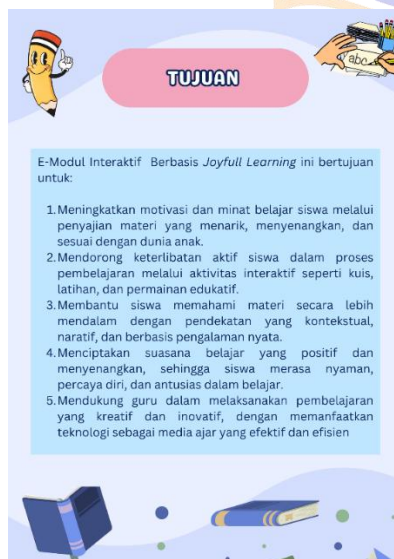 abc
TUJUAN
E-Modul Interaktif Berbasis Joyfull Learning ini bertujuan
untuk:
1. Meningkatkan motivasi dan minat belajar siswa melalui
penyajian materi yang menarik, menyenangkan, dan
sesuai dengan dunia anak.
2. Mendorong keterlibatan aktif siswa dalam proses
pembelajaran melalui aktivitas interaktif seperti kuis,
latihan, dan permainan edukatif.
3. Membantu siswa memahami materi secara lebih
mendalam dengan pendekatan yang kontekstual,
naratif, dan berbasis pengalaman nyata.
4. Menciptakan suasana belajar yang positif dan
menyenangkan, sehingga siswa merasa nyaman,
percaya diri, dan antusias dalam belajar.
5. Mendukung guru dalam melaksanakan pembelajaran
yang kreatif dan inovatif, dengan memanfaatkan
teknologi sebagai media ajar yang efektif dan efisien